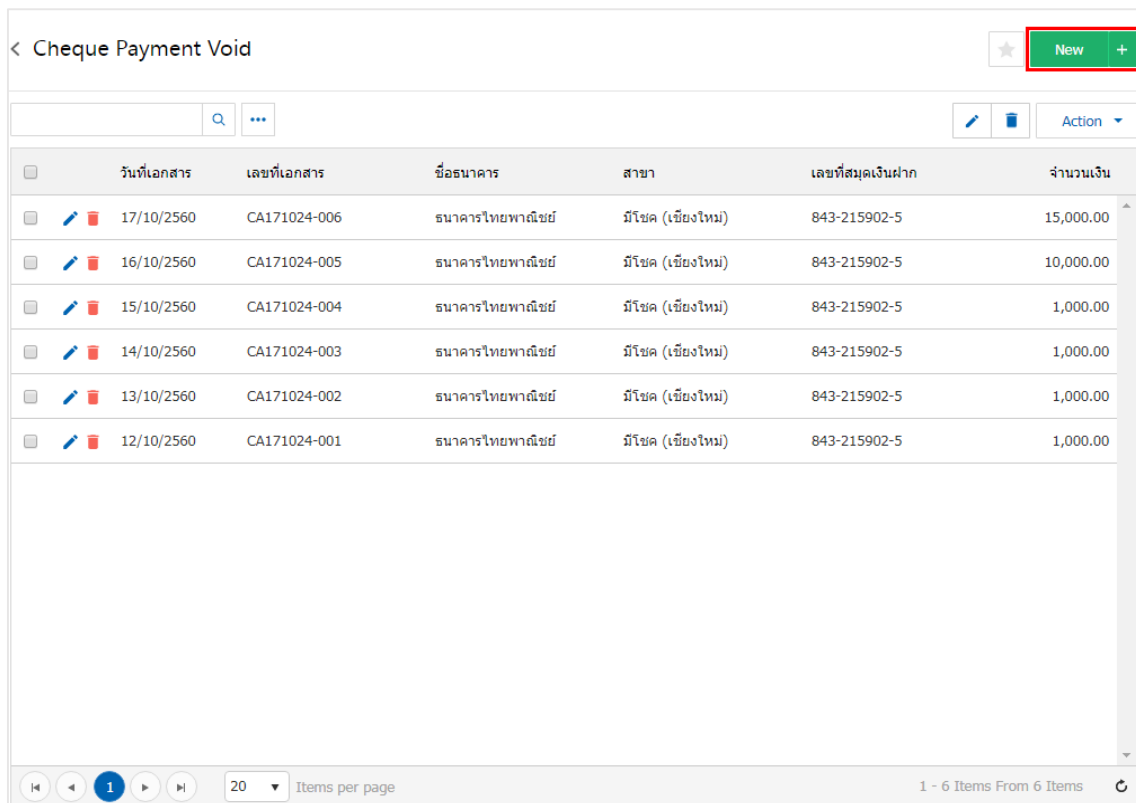 Cheque Payment Void
New +
Action
วันที่เอกสาร เลขที่เอกสาร ชื่อธนาคาร สาขา เลขที่สมุดเงินฝาก จำนวนเงิน
17/10/2560 CA171024-006 ธนาคารไทยพาณิชย์ มีโชค (เชียงใหม่) 843-215902-5 15,000.00
16/10/2560 CA171024-005 ธนาคารไทยพาณิชย์ มีโชค (เชียงใหม่) 843-215902-5 10,000.00
15/10/2560 CA171024-004 ธนาคารไทยพาณิชย์ มีโชค (เชียงใหม่) 843-215902-5 1,000.00
14/10/2560 CA171024-003 ธนาคารไทยพาณิชย์ มีโชค (เชียงใหม่) 843-215902-5 1,000.00
13/10/2560 CA171024-002 ธนาคารไทยพาณิชย์ มีโชค (เชียงใหม่) 843-215902-5 1,000.00
12/10/2560 CA171024-001 ธนาคารไทยพาณิชย์ มีโชค (เชียงใหม่) 843-215902-5 1,000.00
1 20 Items per page 1 - 6 Items From 6 Items